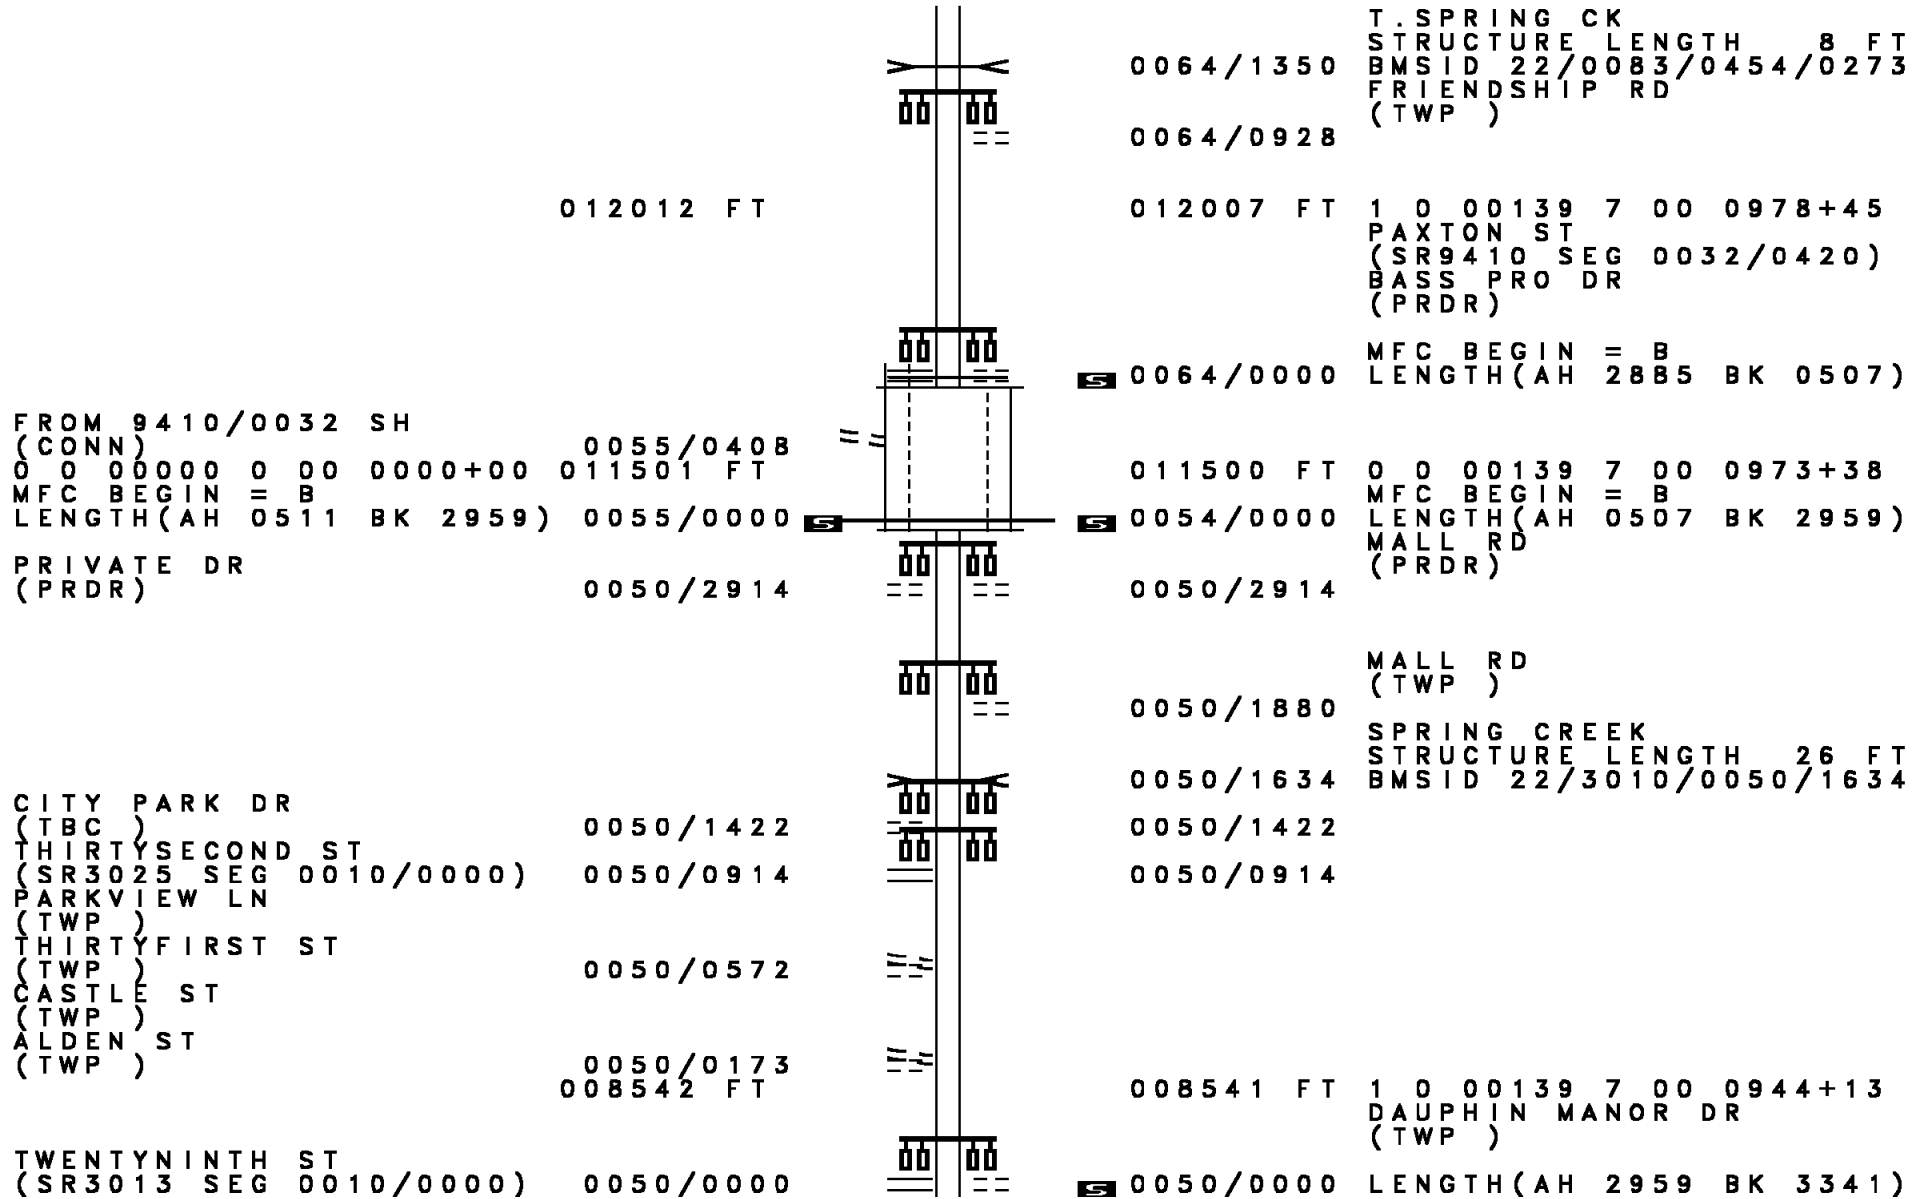 T.SPRING CK
STRUCTURE LENGTH 8 FT
0064/1350 BMSID 22/0083/0454/0273
FRIENDSHIP RD
(TWP )
0064/0928
012012 FT 012007 FT 1 0 00139 7 00 0978+45
PAXTON ST
(SR9410 SEG 0032/0420)
BASS PRO DR
(PRDR)
MFC BEGIN = B
S 0064/0000 LENGTH(AH 2885 BK 0507)
FROM 9410/0032 SH
(CONN) 0055/0408
0 0 00000 0 00 0000+00 011501 FT 011500 FT 0 0 00139 7 00 0973+38
MFC BEGIN = B MFC BEGIN = B
LENGTH(AH 0511 BK 2959) 0055/0000 S S 0054/0000 LENGTH(AH 0507 BK 2959)
MALL RD
PRIVATE DR (PRDR)
(PRDR) 0050/2914 0050/2914
MALL RD
(TWP )
0050/1880
SPRING CREEK
STRUCTURE LENGTH 26 FT
0050/1634 BMSID 22/3010/0050/1634
CITY PARK DR
(TBC ) 0050/1422 0050/1422
THIRTYSECOND ST
(SR3025 SEG 0010/0000) 0050/0914 0050/0914
PARKVIEW LN
(TWP )
THIRTYFIRST ST
(TWP ) 0050/0572
CASTLE ST
(TWP )
ALDEN ST
(TWP ) 0050/0173
008542 FT 008541 FT 1 0 00139 7 00 0944+13
DAUPHIN MANOR DR
(TWP )
TWENTYNINTH ST
(SR3013 SEG 0010/0000) 0050/0000 S 0050/0000 LENGTH(AH 2959 BK 3341)